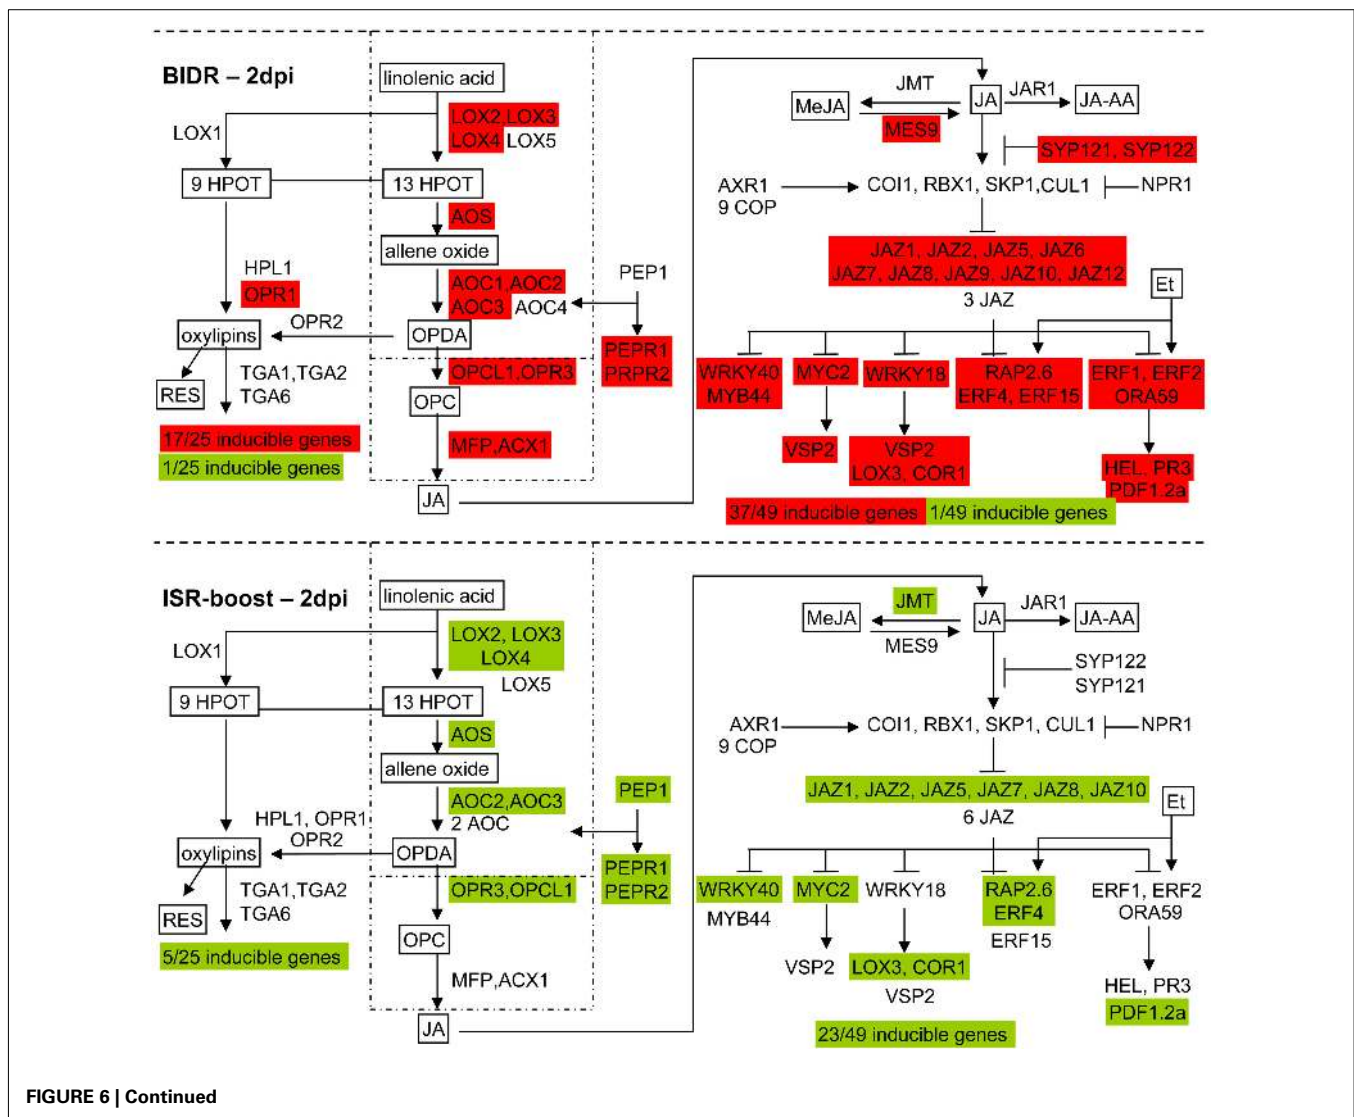 BIDR – 2dpi
linolenic acid
LOX1
LOX2,LOX3
LOX4 LOX5
9 HPOT
13 HPOT
AOS
allene oxide
HPL1
OPR1
AOC1,AOC2
AOC3 AOC4
PEP1
oxylipins
OPR2
OPDA
PEPR1
PRPR2
OPCL1,OPR3
RES
TGA1,TGA2
TGA6
OPC
17/25 inducible genes
1/25 inducible genes
MFP,ACX1
JA
MeJA
JMT
MES9
JA
JAR1
JA-AA
SYP121, SYP122
AXR1
9 COP
COI1, RBX1, SKP1,CUL1
NPR1
JAZ1, JAZ2, JAZ5, JAZ6
JAZ7, JAZ8, JAZ9, JAZ10, JAZ12
3 JAZ
Et
WRKY40
MYB44
MYC2
WRKY18
RAP2.6
ERF4, ERF15
ERF1, ERF2
ORA59
VSP2
VSP2
LOX3, COR1
HEL, PR3
PDF1.2a
37/49 inducible genes
1/49 inducible genes
ISR-boost – 2dpi
linolenic acid
LOX1
LOX2, LOX3
LOX4
LOX5
9 HPOT
13 HPOT
AOS
allene oxide
AOC2,AOC3
2 AOC
PEP1
HPL1, OPR1
OPR2
oxylipins
OPDA
PEPR1
PEPR2
OPR3,OPCL1
RES
TGA1,TGA2
TGA6
OPC
5/25 inducible genes
MFP,ACX1
JA
MeJA
JMT
MES9
JA
JAR1
JA-AA
SYP122
SYP121
AXR1
9 COP
COI1, RBX1, SKP1, CUL1
NPR1
JAZ1, JAZ2, JAZ5, JAZ7, JAZ8, JAZ10
6 JAZ
Et
WRKY40
MYB44
MYC2
WRKY18
RAP2.6
ERF4
ERF15
ERF1, ERF2
ORA59
VSP2
LOX3, COR1
VSP2
HEL, PR3
PDF1.2a
23/49 inducible genes
FIGURE 6 | Continued